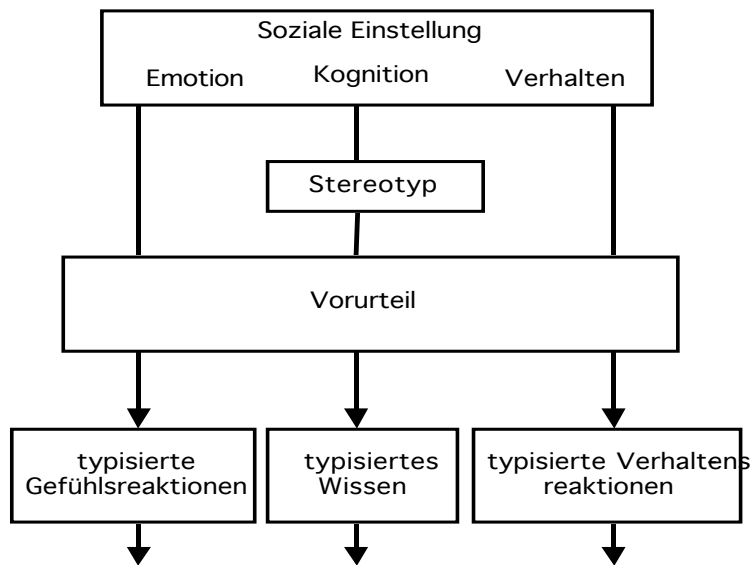 Soziale Einstellung
Emotion Kognition Verhalten
Stereotyp
Vorurteil
typisierte
Gefühlsreaktionen
typisiertes
Wissen
typisierte Verhaltens
reaktionen